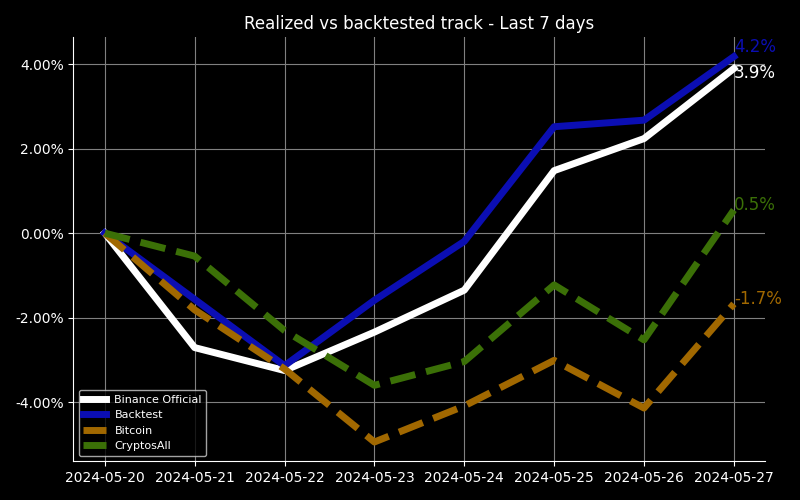 Realized vs backtested track - Last 7 days
4.00%
2.00%
0.00%
-2.00%
-4.00%
4.2%
3.9%
0.5%
-1.7%
Binance Official
Backtest
Bitcoin
CryptosAll
2024-05-20 2024-05-21 2024-05-22 2024-05-23 2024-05-24 2024-05-25 2024-05-26 2024-05-27